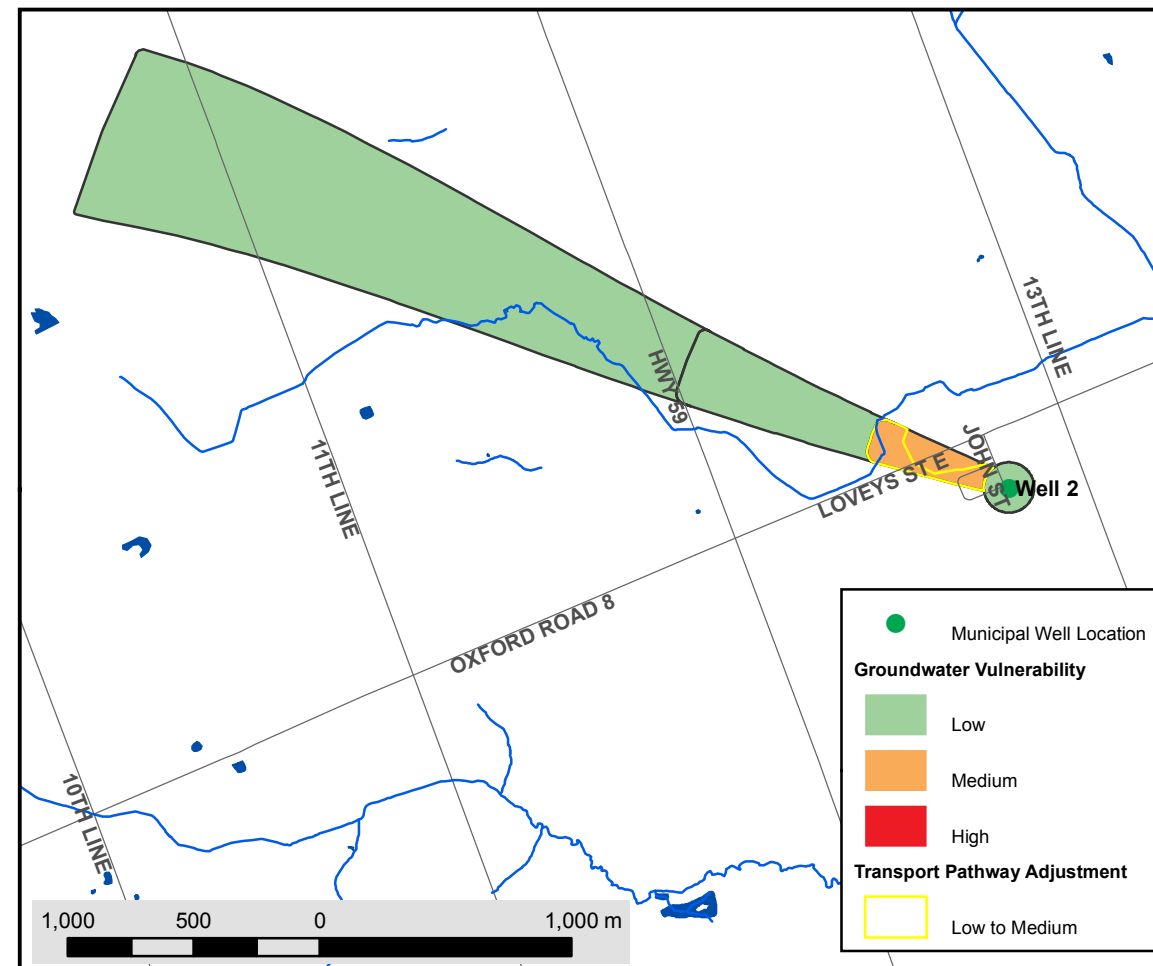 13TH LINE
HWY 59
JOHN ST
LOVEYS ST E
Well 2
11TH LINE
OXFORD ROAD 8
10TH LINE
Municipal Well Location
Groundwater Vulnerability
Low
Medium
High
Transport Pathway Adjustment
Low to Medium
1,000 500 0 1,000 m